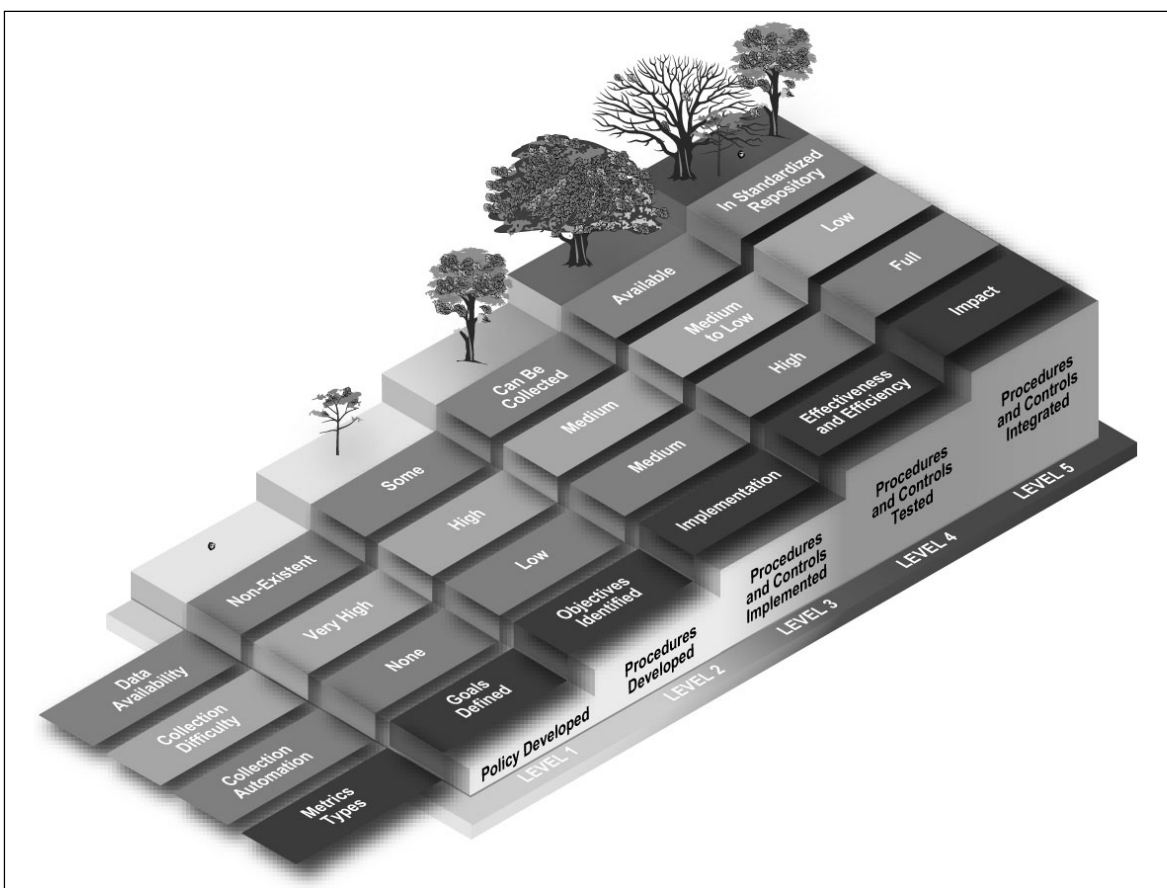 In Standardized
Repository
Low
Full
Impact
Available
Medium
to Low
High
Effectiveness
and Efficiency
Can Be
Collected
Medium
Medium
Implementation
Some
High
Low
Objectives
Identified
Non-Existent
Very High
None
Goals
Defined
Data
Availability
Collection
Difficulty
Collection
Automation
Metrics
Types
Policy Developed
Procedures
Developed
Procedures
and Controls
Implemented
Procedures
and Controls
Tested
Procedures
and Controls
Integrated
LEVEL 1
LEVEL 2
LEVEL 3
LEVEL 4
LEVEL 5